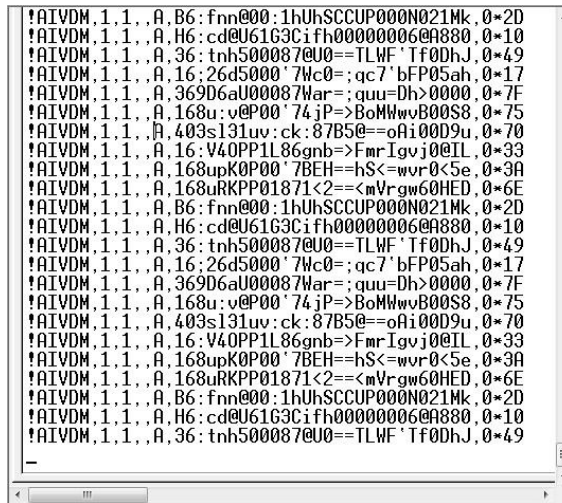 !AIVDM,1,1,,A,B6:fnn@00:1hUhSCCUP000N021Mk,0*2D
!AIVDM,1,1,,A,H6:cd@U61G3Cifh00000006@A880,0*10
!AIVDM,1,1,,A,36:tnh500087@U0==TLWF'Tf0DhJ,0*49
!AIVDM,1,1,,A,16;26d5000'7Wc0=;qc7'bFP05ah,0*17
!AIVDM,1,1,,A,369D6aU00087War=;quu=Dh>0000,0*7F
!AIVDM,1,1,,A,168u:v@P00'74jP=>BoMWwvB00S8,0*75
!AIVDM,1,1,,A,403sl31uv:ck:87B5@==oAi00D9u,0*70
!AIVDM,1,1,,A,16:V4OPP1L86gnb=>FmrIgvj0@IL,0*33
!AIVDM,1,1,,A,168upK0P00'7BEH==hS<=wvr0<5e,0*3A
!AIVDM,1,1,,A,168uRKPP01871<2==<mVrgw60HED,0*6E
!AIVDM,1,1,,A,B6:fnn@00:1hUhSCCUP000N021Mk,0*2D
!AIVDM,1,1,,A,H6:cd@U61G3Cifh00000006@A880,0*10
!AIVDM,1,1,,A,36:tnh500087@U0==TLWF'Tf0DhJ,0*49
!AIVDM,1,1,,A,16;26d5000'7Wc0=;qc7'bFP05ah,0*17
!AIVDM,1,1,,A,369D6aU00087War=;quu=Dh>0000,0*7F
!AIVDM,1,1,,A,168u:v@P00'74jP=>BoMWwvB00S8,0*75
!AIVDM,1,1,,A,403sl31uv:ck:87B5@==oAi00D9u,0*70
!AIVDM,1,1,,A,16:V4OPP1L86gnb=>FmrIgvj0@IL,0*33
!AIVDM,1,1,,A,168upK0P00'7BEH==hS<=wvr0<5e,0*3A
!AIVDM,1,1,,A,168uRKPP01871<2==<mVrgw60HED,0*6E
!AIVDM,1,1,,A,B6:fnn@00:1hUhSCCUP000N021Mk,0*2D
!AIVDM,1,1,,A,H6:cd@U61G3Cifh00000006@A880,0*10
!AIVDM,1,1,,A,36:tnh500087@U0==TLWF'Tf0DhJ,0*49